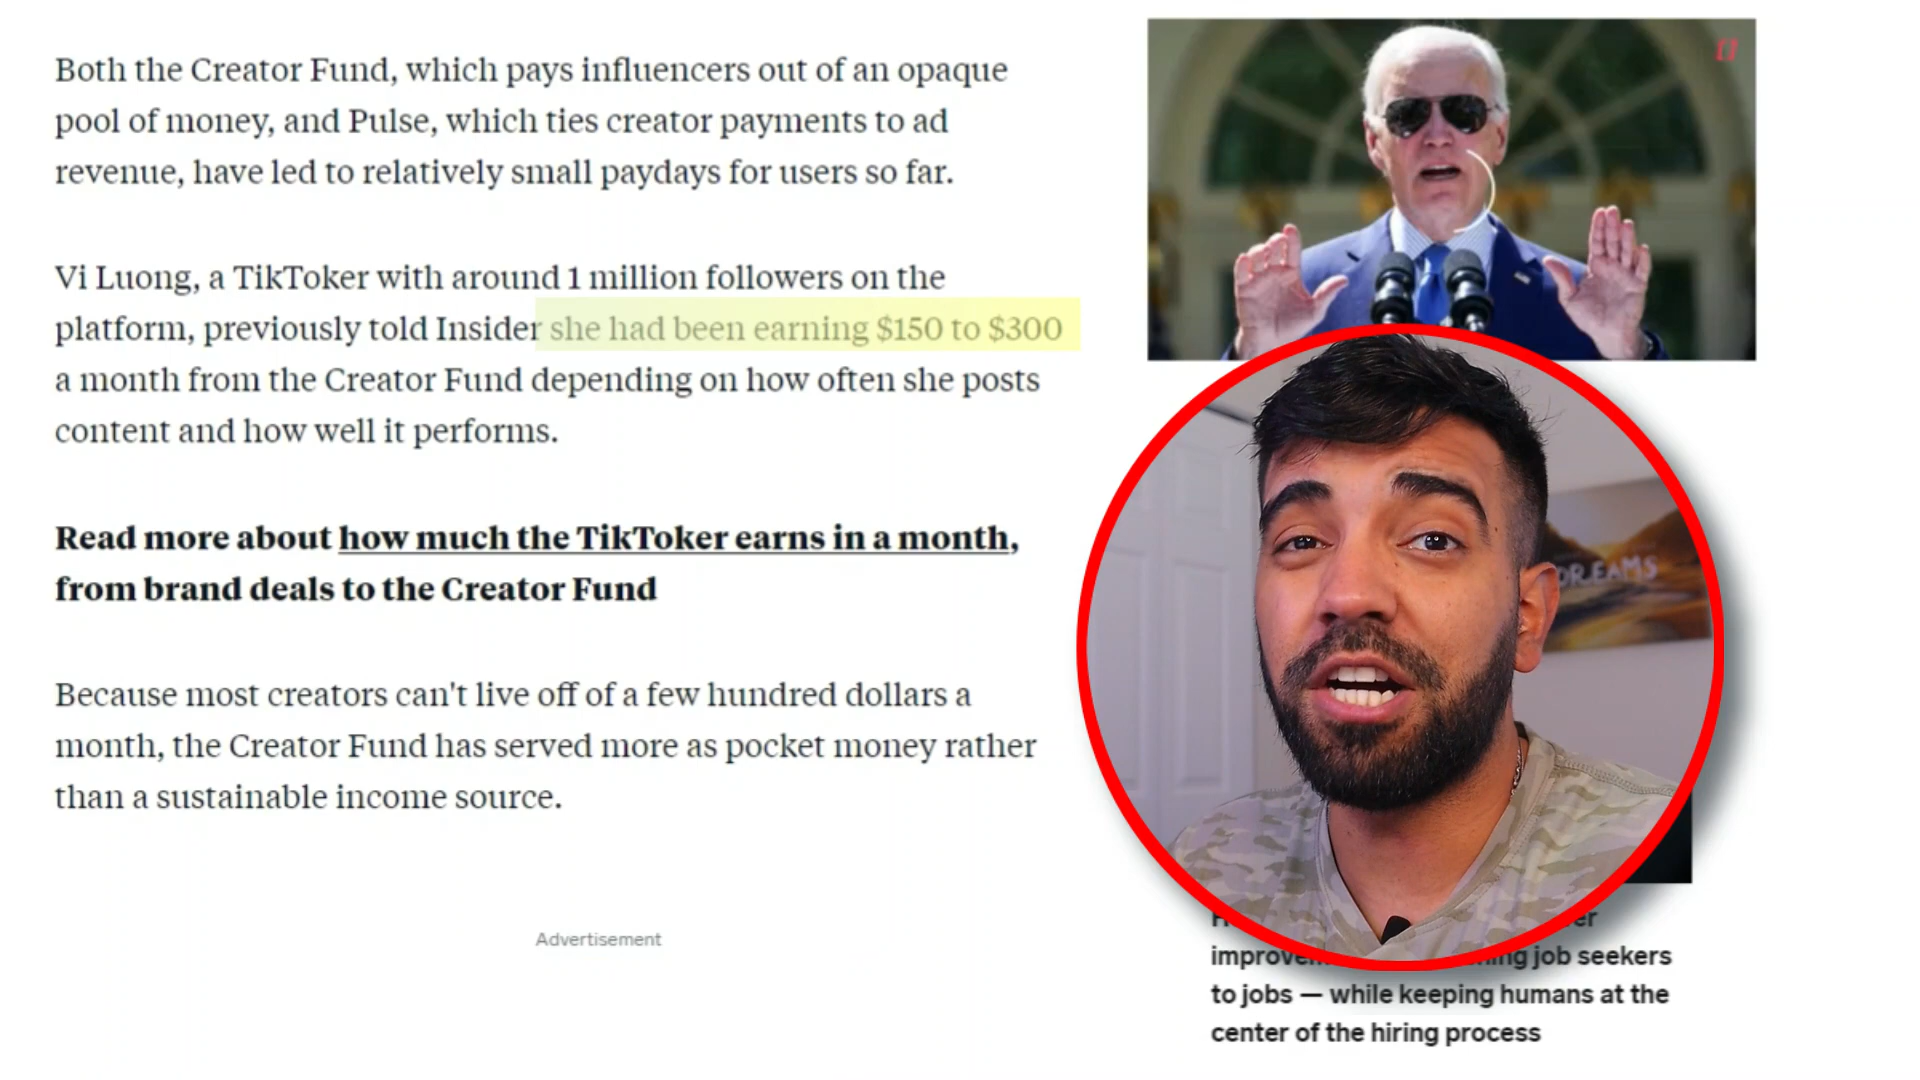 Both the Creator Fund, which pays influencers out of an opaque
pool of money, and Pulse, which ties creator payments to ad
revenue, have led to relatively small paydays for users so far.
Vi Luong, a TikToker with around 1 million followers on the
platform, previously told Insider she had been earning $150 to $300
a month from the Creator Fund depending on how often she posts
content and how well it performs.
Read more about how much the TikToker earns in a month,
from brand deals to the Creator Fund
Because most creators can't live off of a few hundred dollars a
month, the Creator Fund has served more as pocket money rather
than a sustainable income source.
Advertisement
DREAMS
job seekers
to jobs — while keeping humans at the
center of the hiring process